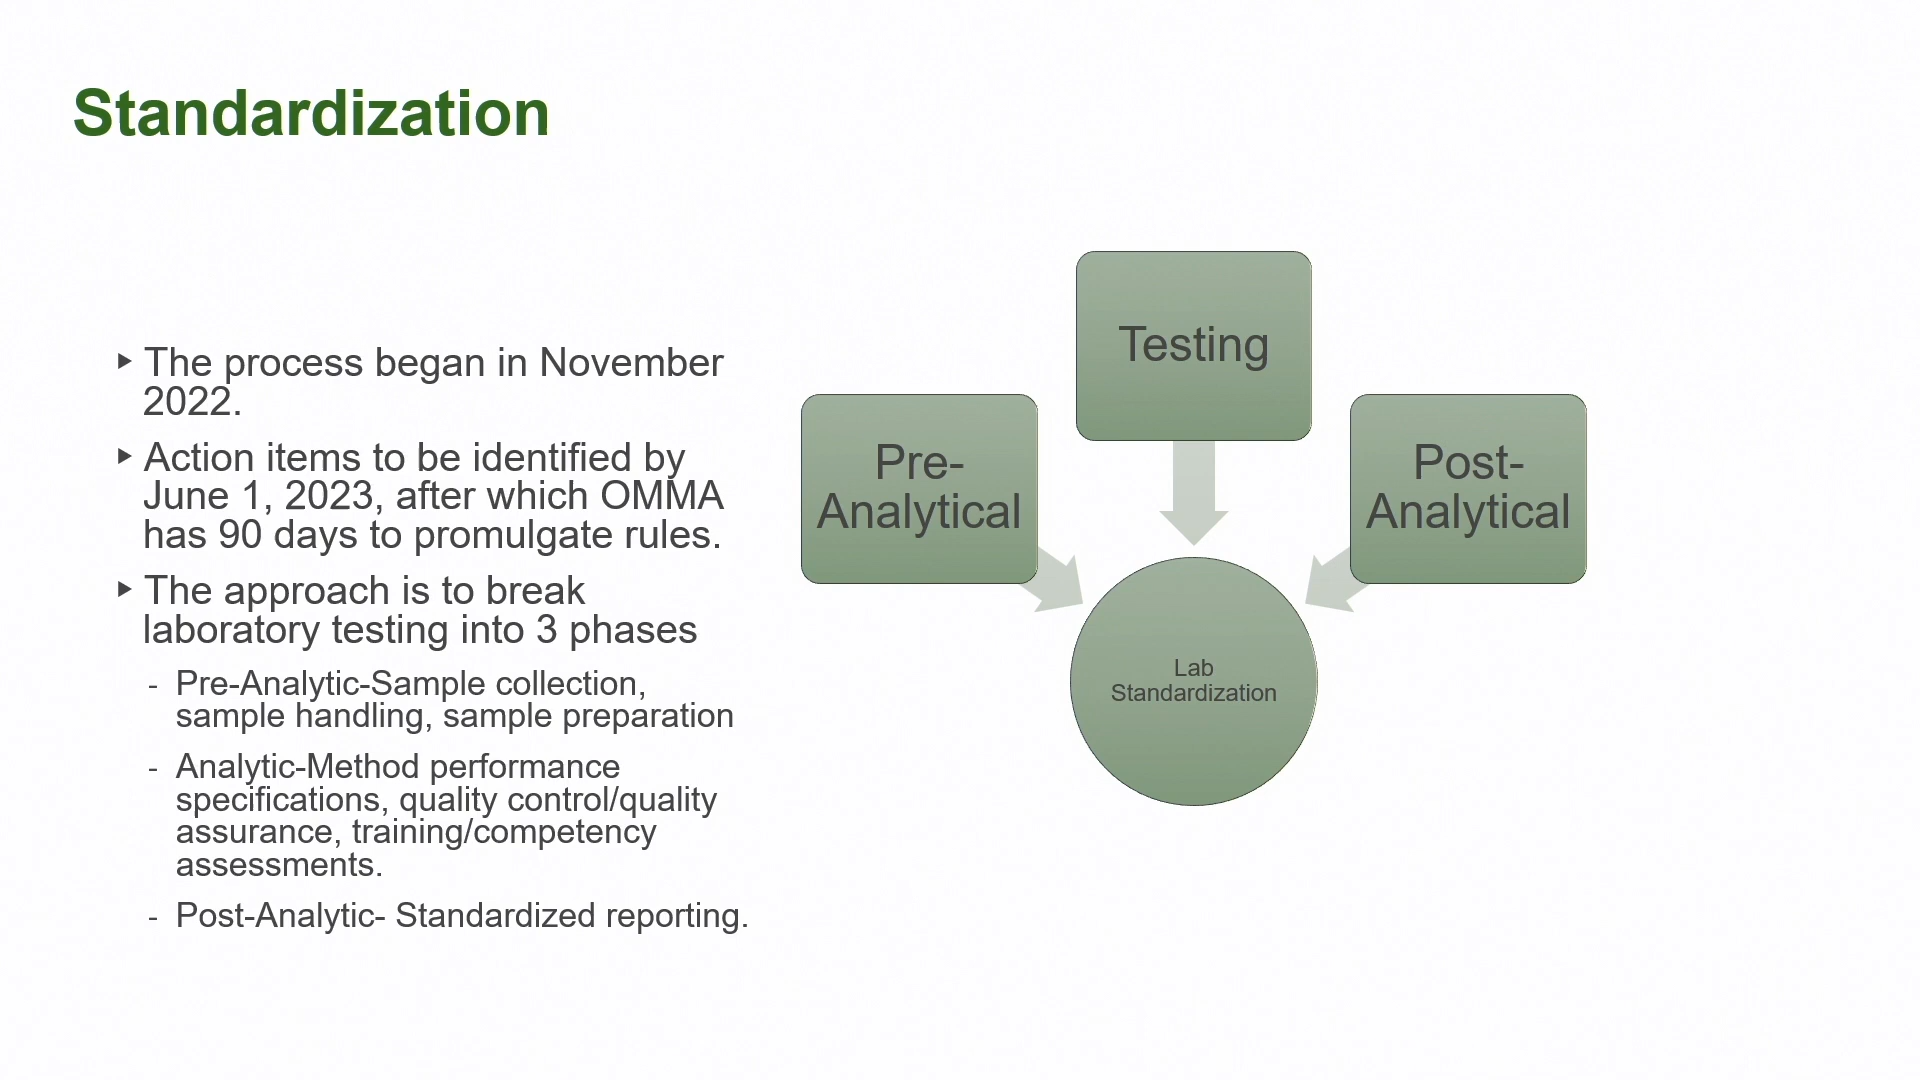 Standardization
‣ The process began in November
2022.
‣ Action items to be identified by
June 1, 2023, after which OMMA
has 90 days to promulgate rules.
‣ The approach is to break
laboratory testing into 3 phases
- Pre-Analytic-Sample collection,
sample handling, sample preparation
- Analytic-Method performance
specifications, quality control/quality
assurance, training/competency
assessments.
- Post-Analytic- Standardized reporting.
Testing
Pre-
Analytical
Post-
Analytical
Lab
Standardization